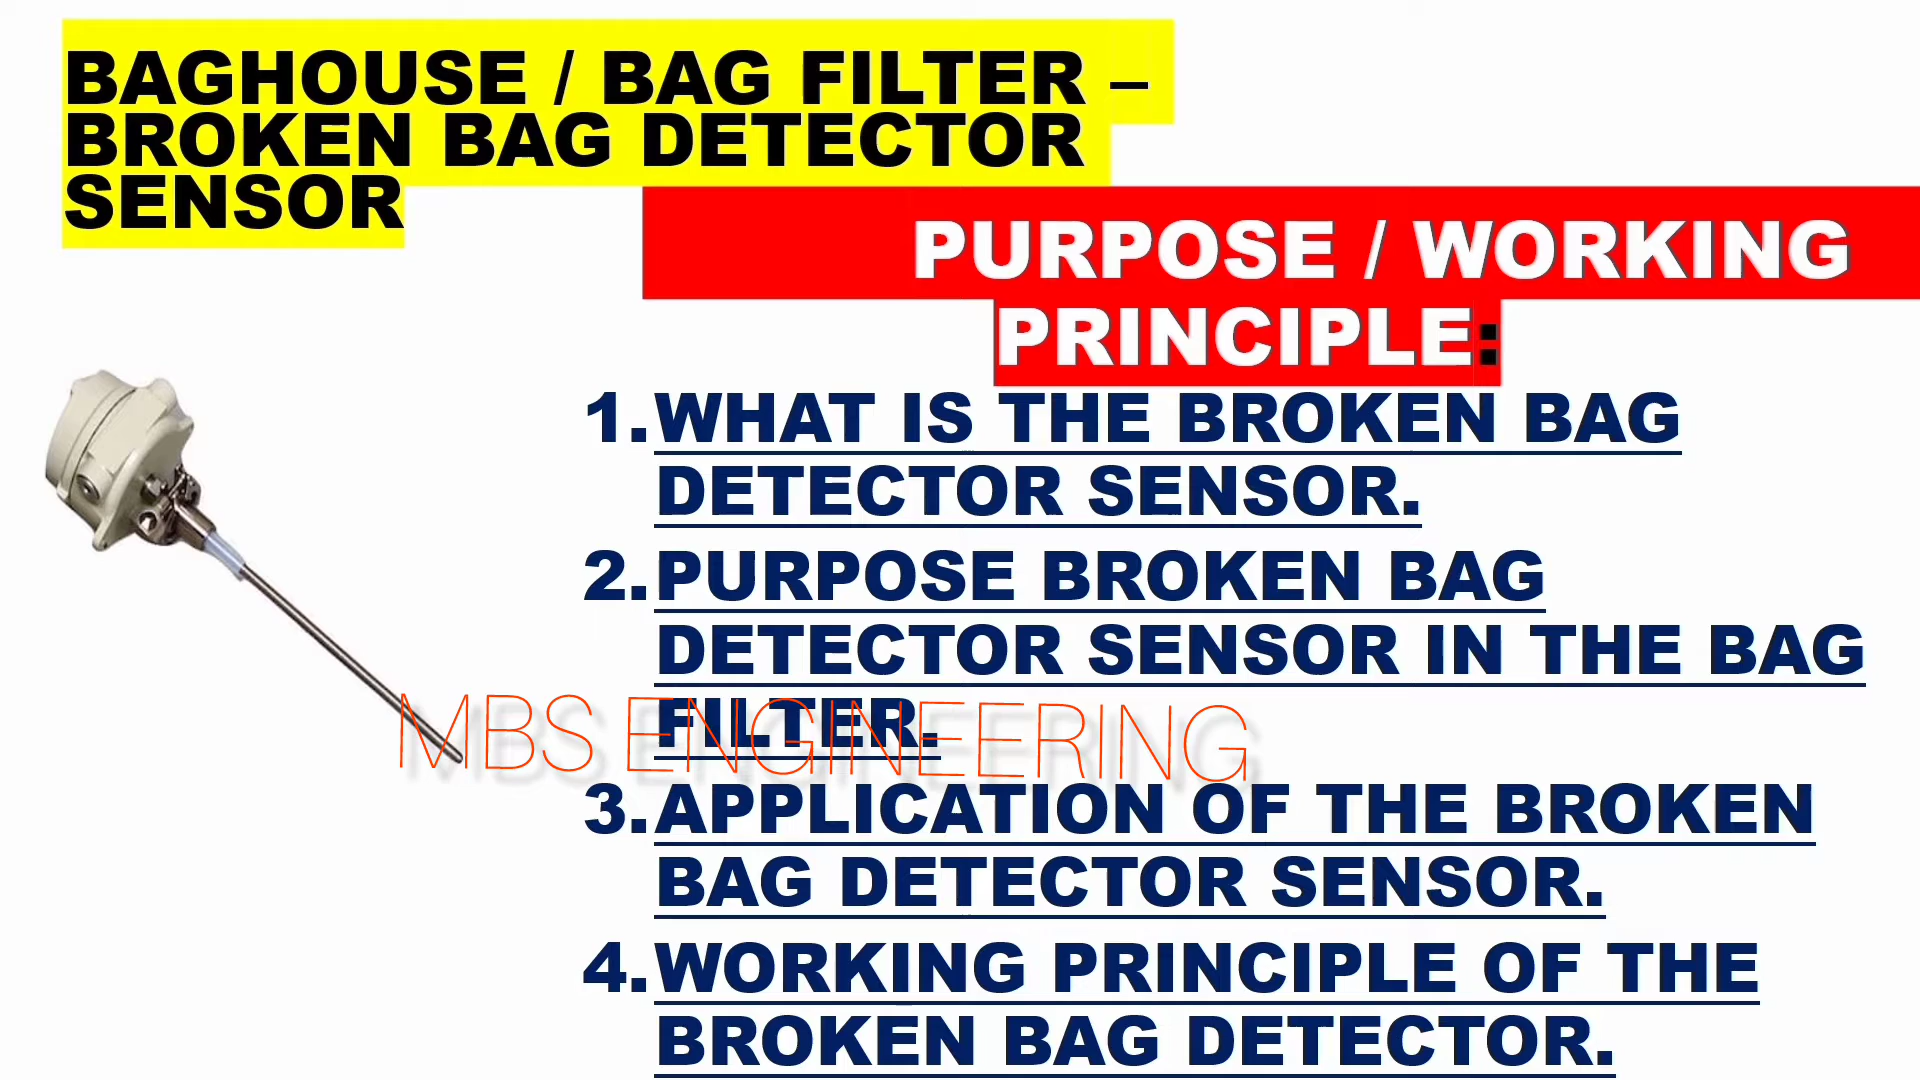 BAGHOUSE / BAG FILTER –
BROKEN BAG DETECTOR
SENSOR
PURPOSE / WORKING
PRINCIPLE:
1.WHAT IS THE BROKEN BAG
DETECTOR SENSOR.
2.PURPOSE BROKEN BAG
DETECTOR SENSOR IN THE BAG
FILTER.
MBS ENGINEERING
3.APPLICATION OF THE BROKEN
BAG DETECTOR SENSOR.
4.WORKING PRINCIPLE OF THE
BROKEN BAG DETECTOR.